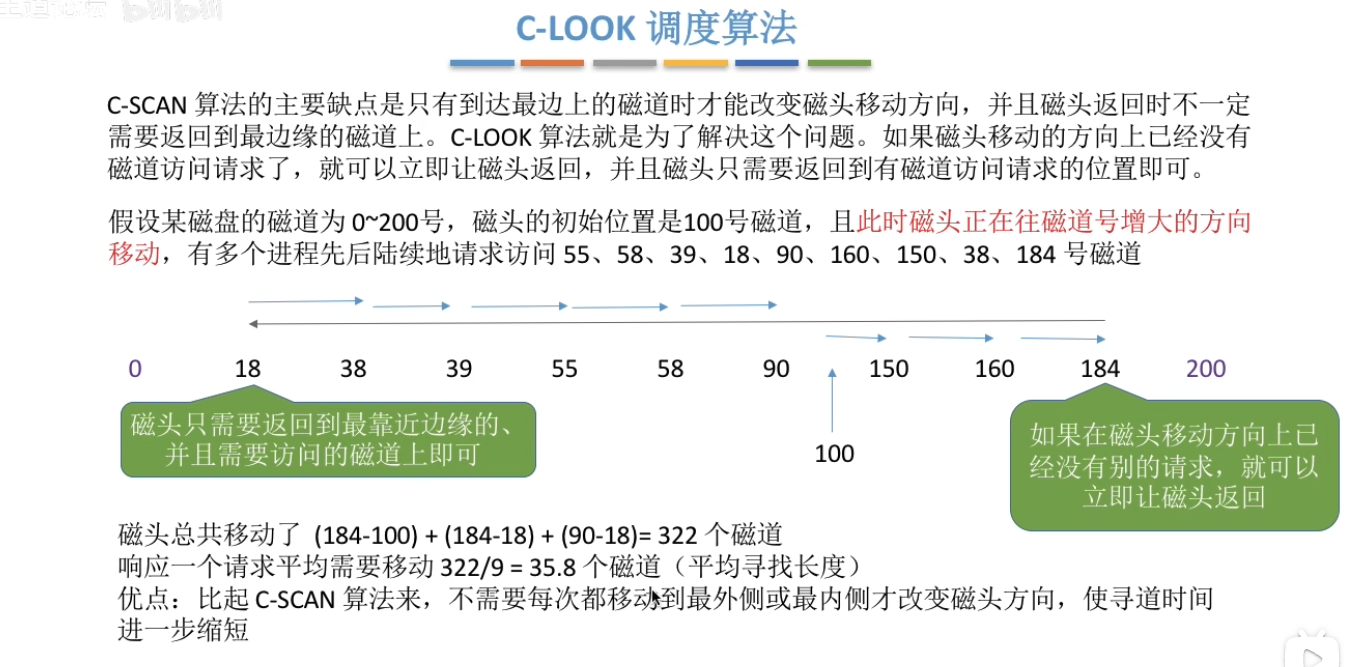 C-LOOK 调度算法
C-SCAN 算法的主要缺点是只有到达最边上的磁道时才能改变磁头移动方向，并且磁头返回时不一定
需要返回到最边缘的磁道上。C-LOOK 算法就是为了解决这个问题。如果磁头移动的方向上已经没有
磁道访问请求了，就可以立即让磁头返回，并且磁头只需要返回到有磁道访问请求的位置即可。
假设某磁盘的磁道为 0~200号，磁头的初始位置是100号磁道，且此时磁头正在往磁道号增大的方向
移动，有多个进程先后陆续地请求访问 55、58、39、18、90、160、150、38、184 号磁道
0 18 38 39 55 58 90 150 160 184 200
磁头只需要返回到最靠近边缘的、
并且需要访问的磁道上即可
100
如果在磁头移动方向上已
经没有别的请求，就可以
立即让磁头返回
磁头总共移动了 (184-100) + (184-18) + (90-18)= 322 个磁道
响应一个请求平均需要移动 322/9 = 35.8 个磁道（平均寻找长度）
优点：比起 C-SCAN 算法来，不需要每次都移动到最外侧或最内侧才改变磁头方向，使寻道时间
进一步缩短